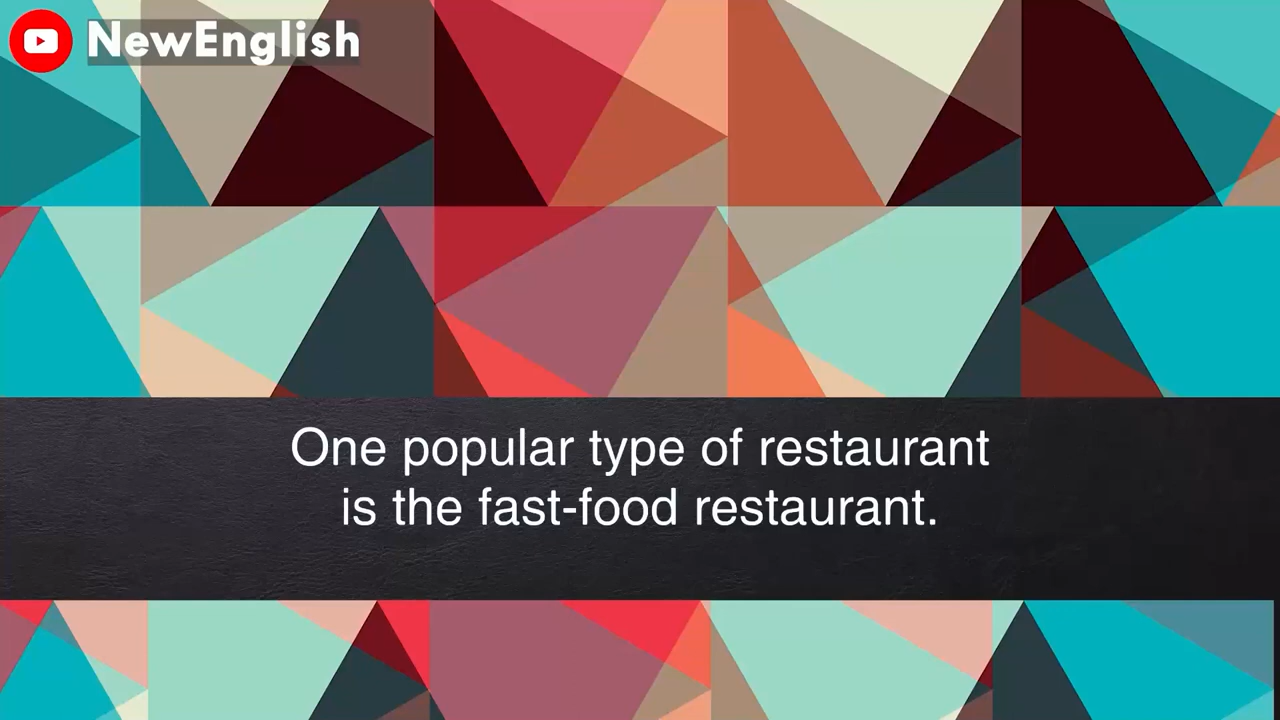 NewEnglish
One popular type of restaurant
is the fast-food restaurant.